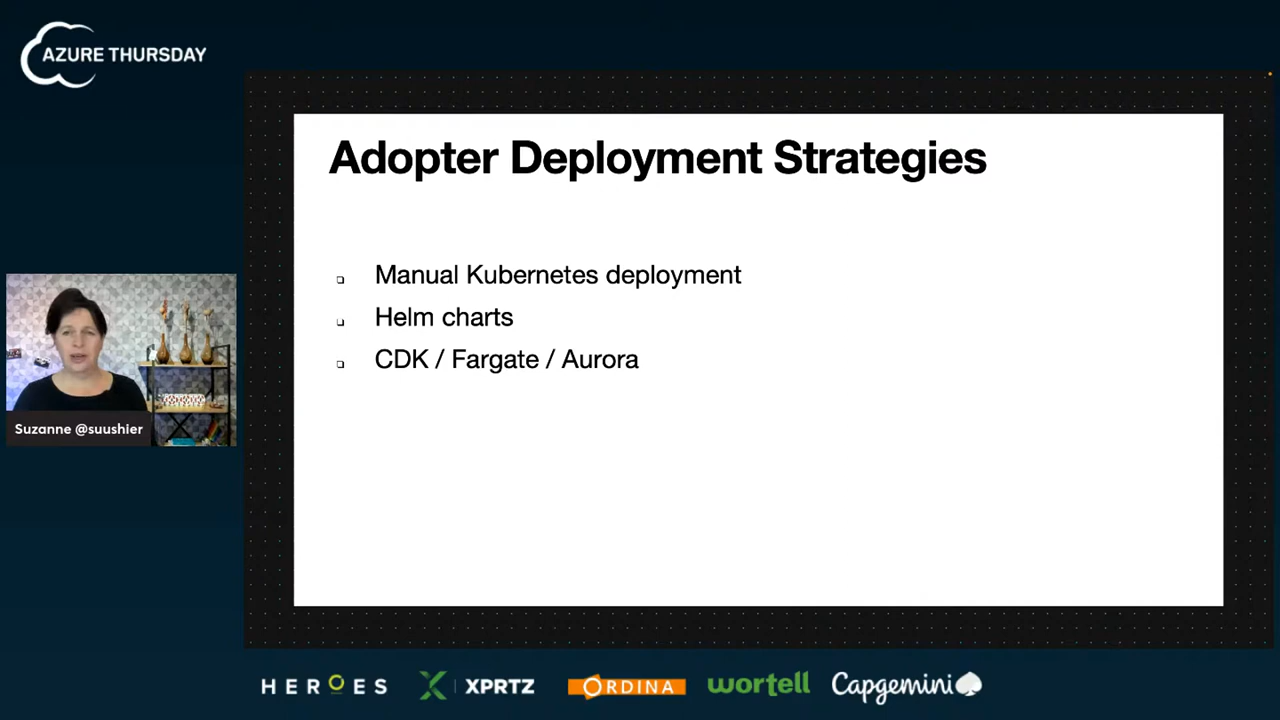 AZURE THURSDAY
Adopter Deployment Strategies
Manual Kubernetes deployment
Helm charts
CDK / Fargate / Aurora
Suzanne @suushier
HEROES
XPRTZ
ORDINA
wortell
Capgemini